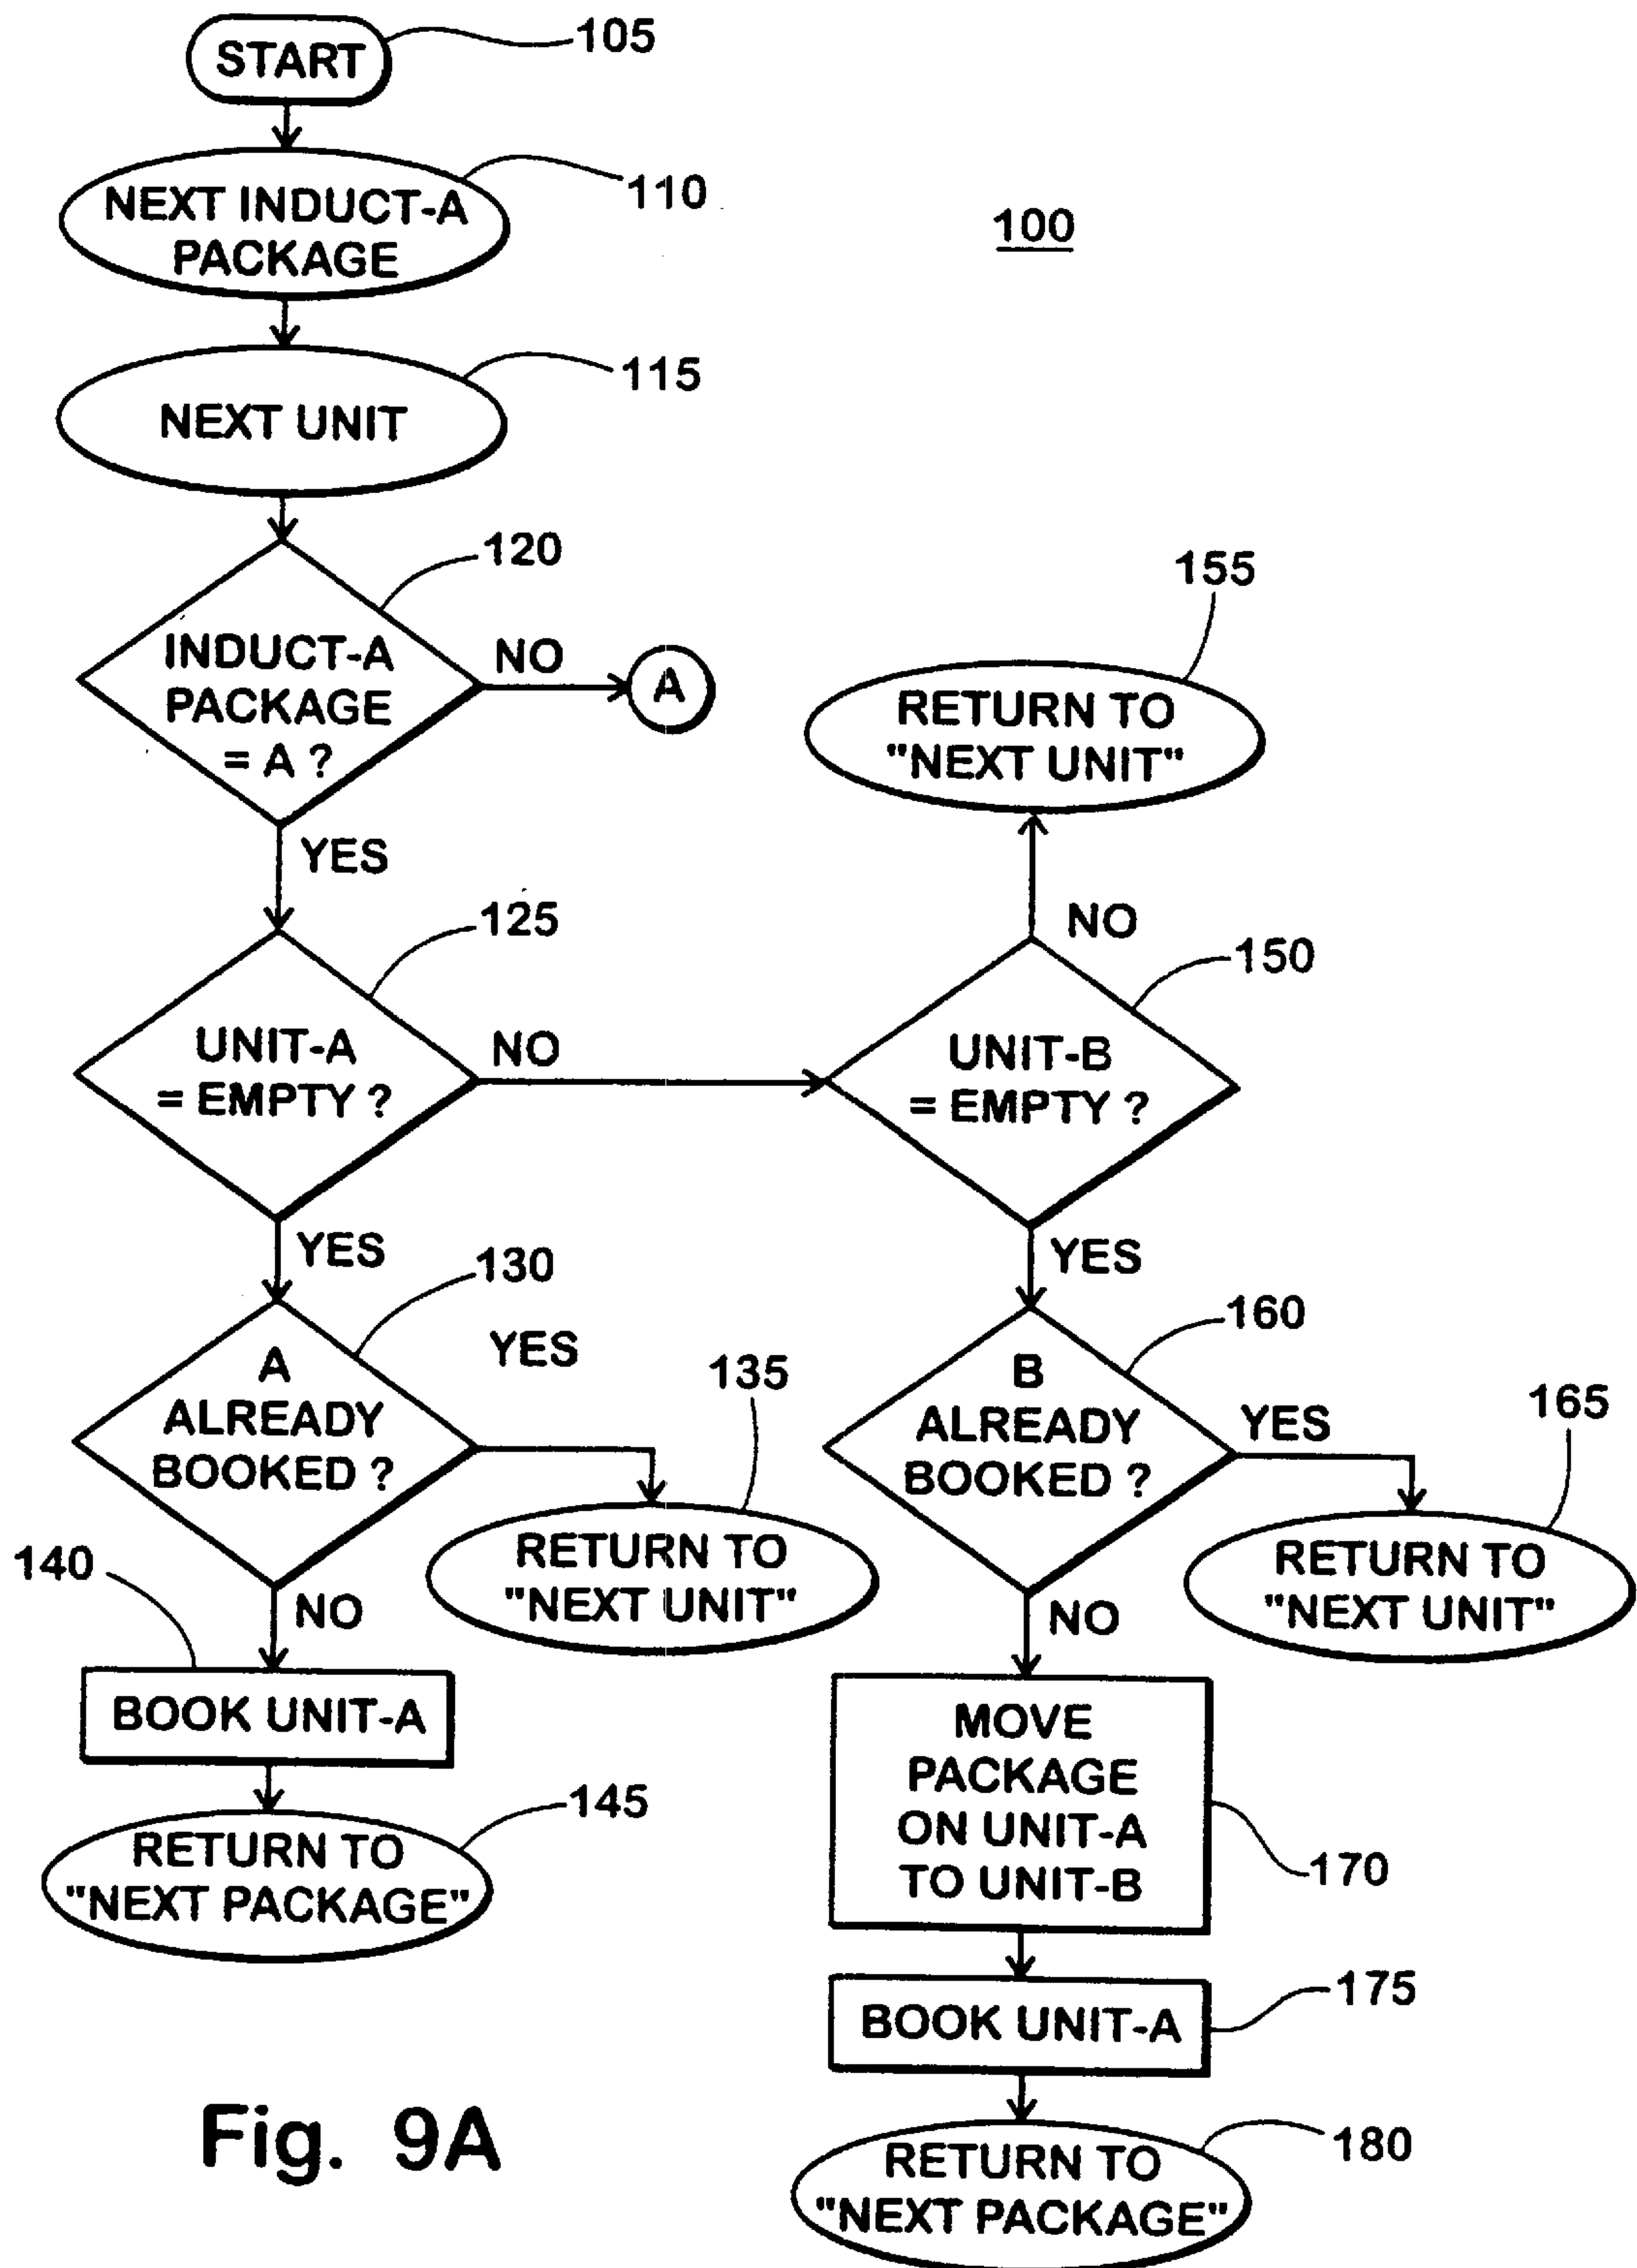 START
105
NEXT INDUCT-A
PACKAGE
110
100
NEXT UNIT
115
120
INDUCT-A
PACKAGE
= A ?
NO
A
YES
155
RETURN TO
"NEXT UNIT"
NO
125
UNIT-A
= EMPTY ?
NO
150
UNIT-B
= EMPTY ?
YES
YES
130
A
ALREADY
BOOKED ?
YES
135
RETURN TO
"NEXT UNIT"
160
B
ALREADY
BOOKED ?
YES
165
RETURN TO
"NEXT UNIT"
140
NO
BOOK UNIT-A
RETURN TO
"NEXT PACKAGE"
145
NO
MOVE
PACKAGE
ON UNIT-A
TO UNIT-B
170
BOOK UNIT-A
175
RETURN TO
"NEXT PACKAGE"
180
Fig. 9A